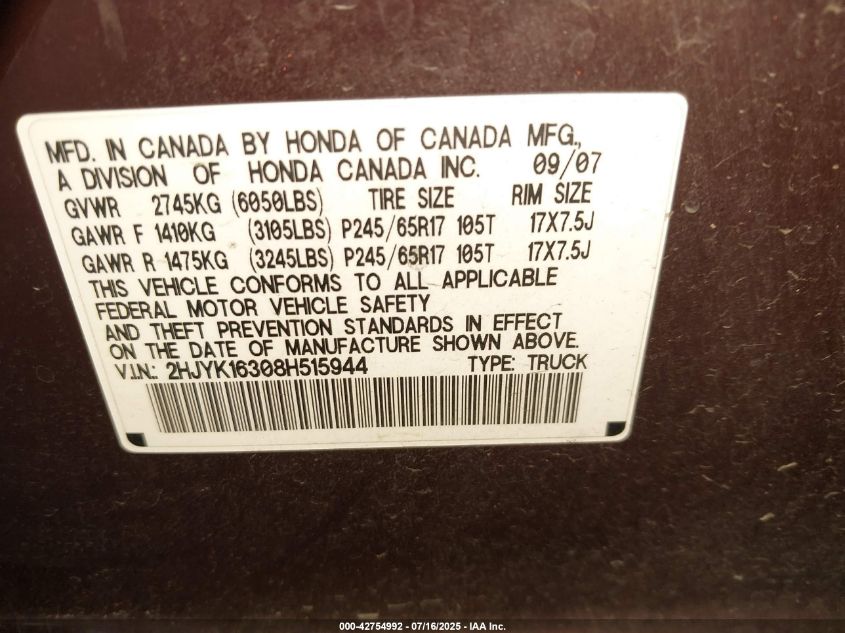 MFD. IN CANADA BY HONDA OF CANADA MFG.,
A DIVISION OF HONDA CANADA INC. 09/07
GVWR 2745KG (6050LBS) TIRE SIZE RIM SIZE
GAWR F 1410KG (3105LBS) P245/65R17 105T 17X7.5J
GAWR R 1475KG (3245LBS) P245/65R17 105T 17X7.5J
THIS VEHICLE CONFORMS TO ALL APPLICABLE
FEDERAL MOTOR VEHICLE SAFETY
AND THEFT PREVENTION STANDARDS IN EFFECT
ON THE DATE OF MANUFACTURE SHOWN ABOVE.
V.I.N.: 2HJYK16308H515944 TYPE: TRUCK
000-42754992 - 07/16/2025 - IAA Inc.